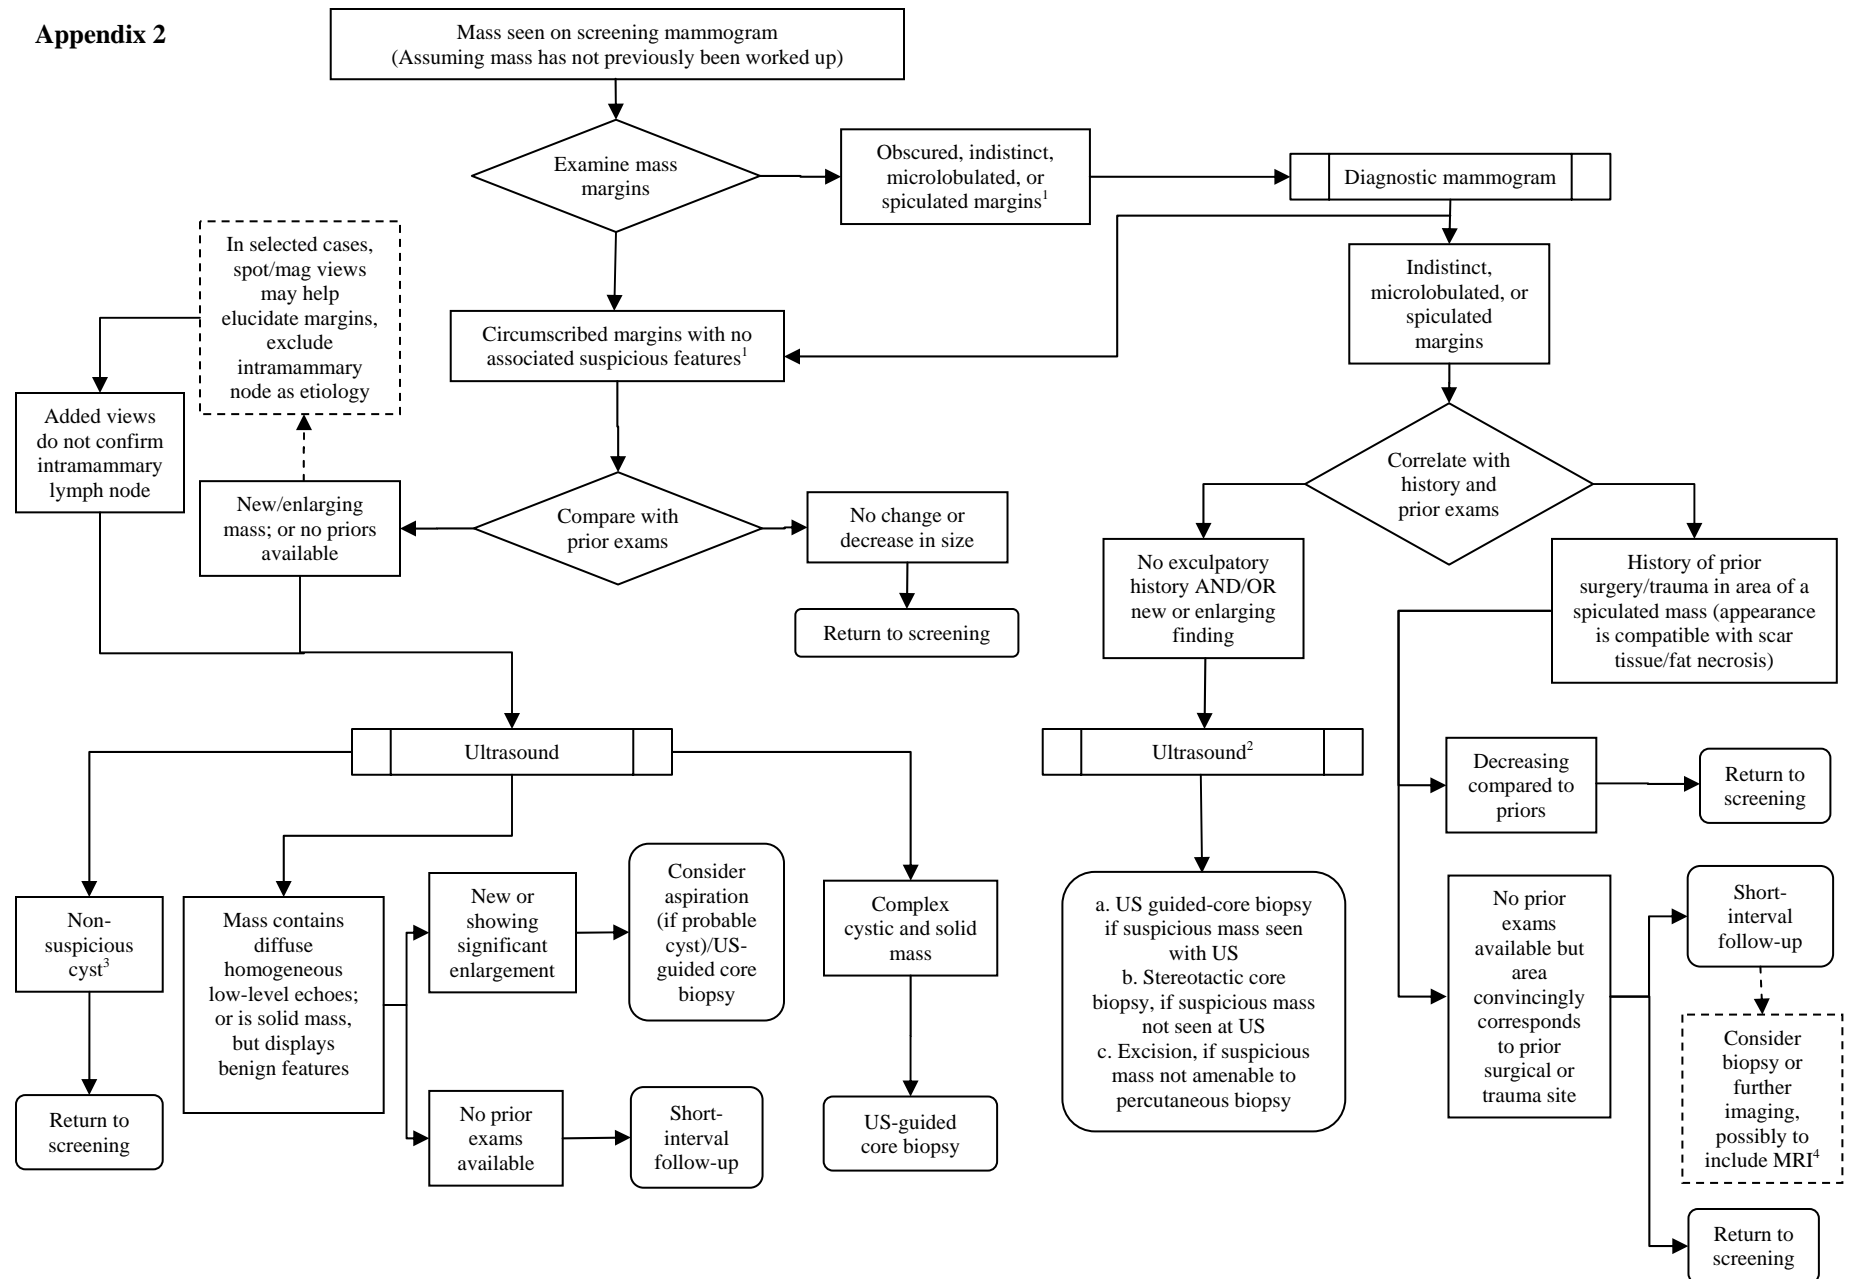 Appendix 2
Mass seen on screening mammogram
(Assuming mass has not previously been worked up)
Examine mass
margins
Obscured, indistinct,
microlobulated, or
spiculated margins1
Diagnostic mammogram
In selected cases,
spot/mag views
may help
elucidate margins,
exclude
intramammary
node as etiology
Indistinct,
microlobulated, or
spiculated
margins
Circumscribed margins with no
associated suspicious features1
Added views
do not confirm
intramammary
lymph node
New/enlarging
mass; or no priors
available
Compare with
prior exams
No change or
decrease in size
Return to screening
Correlate with
history and
prior exams
No exculpatory
history AND/OR
new or enlarging
finding
History of prior
surgery/trauma in area of a
spiculated mass (appearance
is compatible with scar
tissue/fat necrosis)
Ultrasound
Ultrasound2
Decreasing
compared to
priors
Return to
screening
Non-
suspicious
cyst3
Mass contains
diffuse
homogeneous
low-level echoes;
or is solid mass,
but displays
benign features
New or
showing
significant
enlargement
Consider
aspiration
(if probable
cyst)/US-
guided core
biopsy
Complex
cystic and solid
mass
a. US guided-core biopsy
if suspicious mass seen
with US
b. Stereotactic core
biopsy, if suspicious mass
not seen at US
c. Excision, if suspicious
mass not amenable to
percutaneous biopsy
No prior
exams
available but
area
convincingly
corresponds
to prior
surgical or
trauma site
Short-
interval
follow-up
Consider
biopsy or
further
imaging,
possibly to
include MRI4
Return to
screening
No prior
exams
available
Short-
interval
follow-up
US-guided
core biopsy
Return to
screening